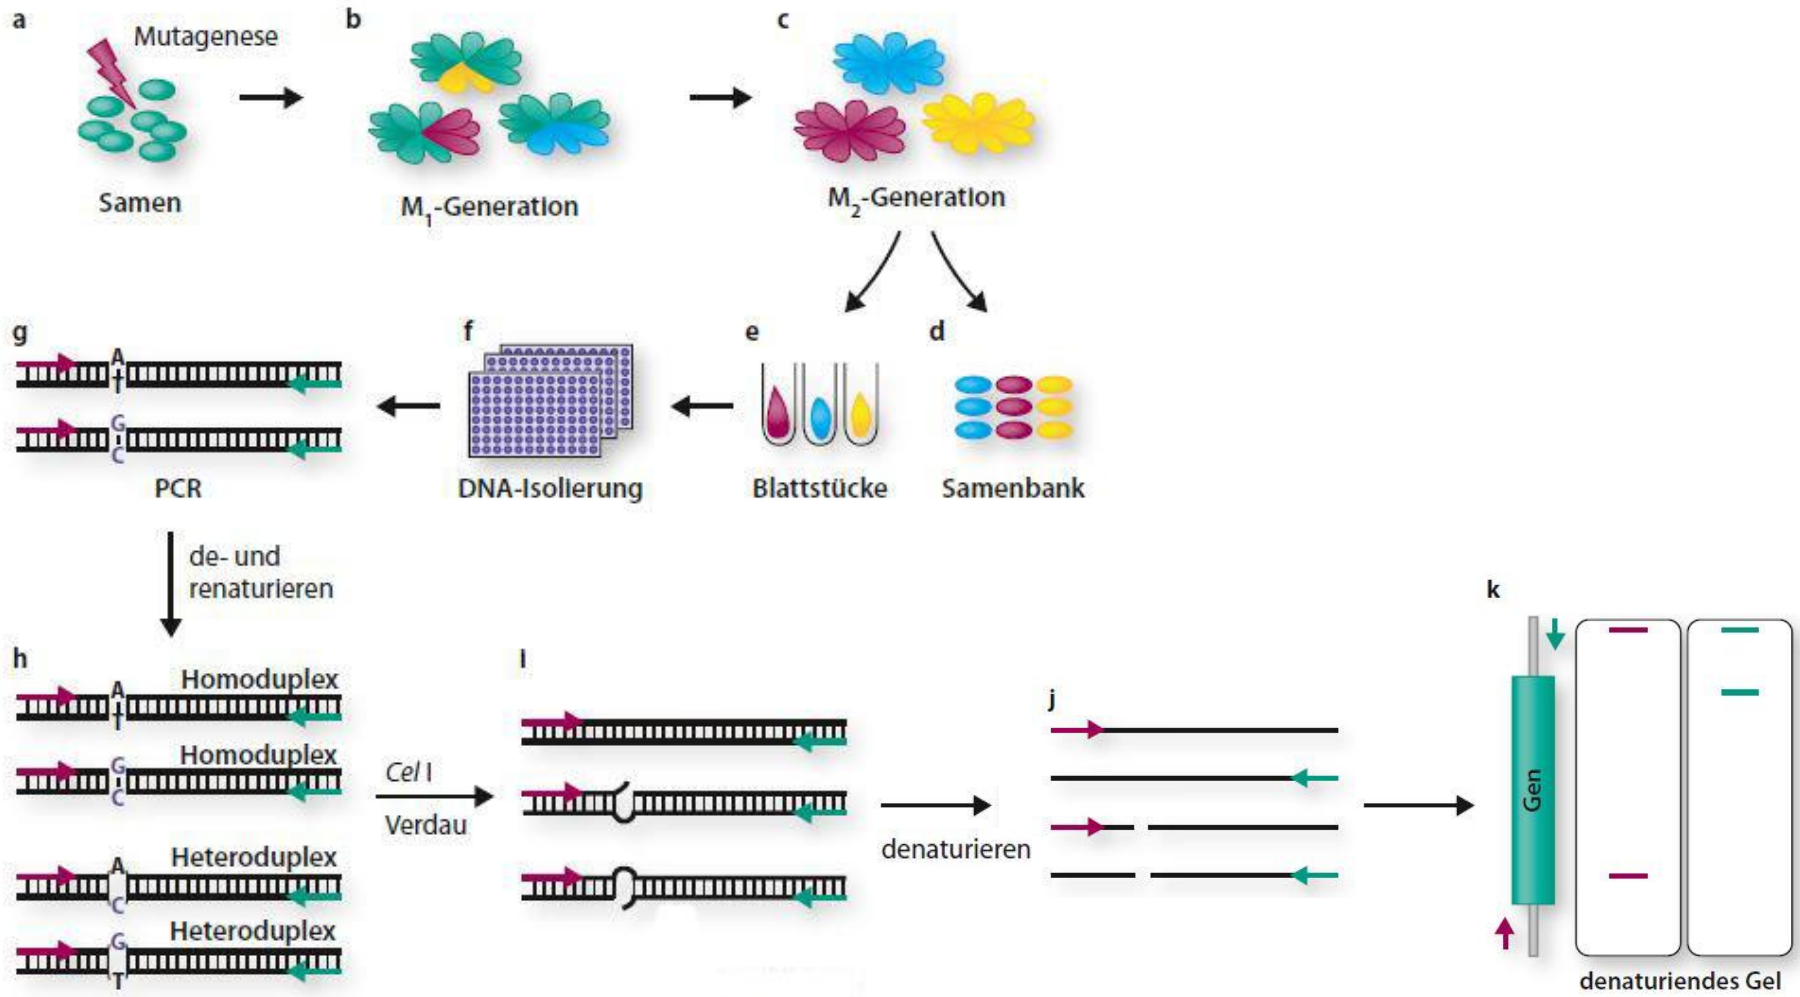 a
Mutagenese
Samen
b
M1-Generation
c
M2-Generation
g
A
T
G
C
PCR
f
DNA-Isolierung
e
Blattstücke
d
Samenbank
de- und
renaturieren
h
Homoduplex
A
T
Homoduplex
G
C
Heteroduplex
A
C
Heteroduplex
G
T
Cel I
Verdau
I
denaturieren
j
k
Gen
denaturiendes Gel